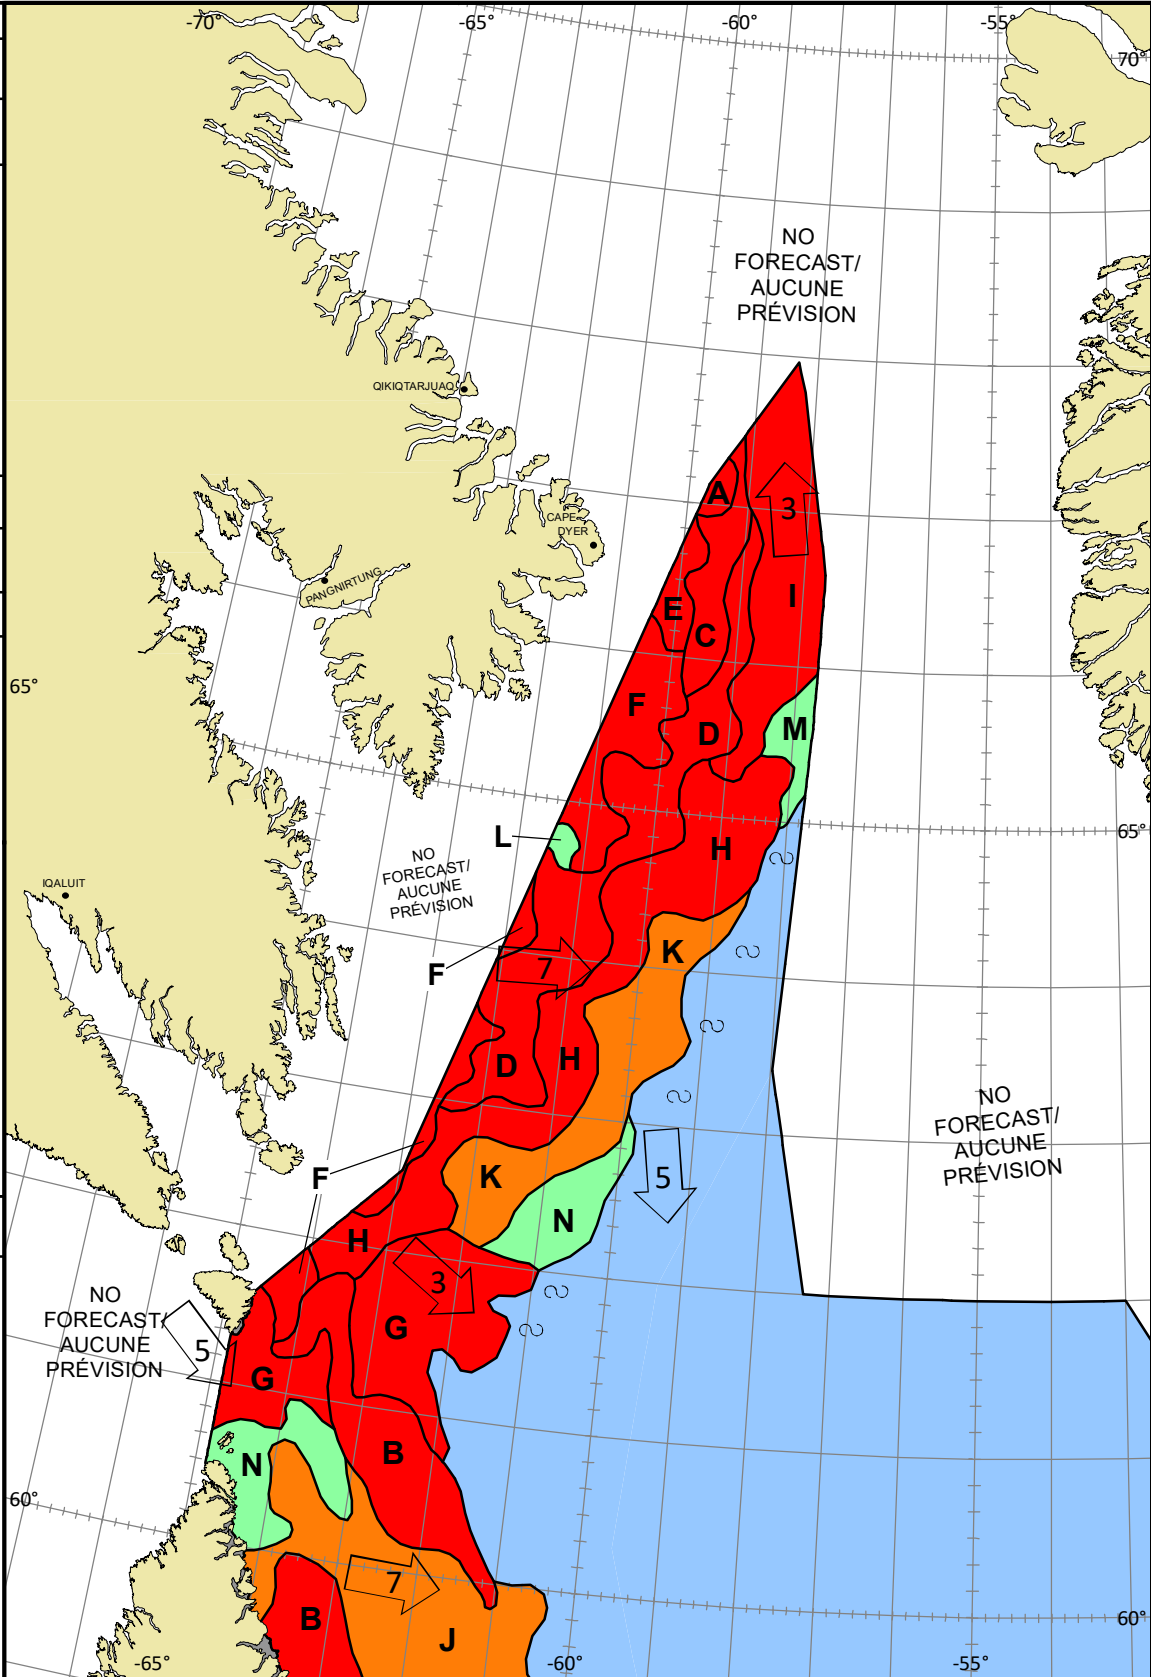 -70°
-65°
-60°
-55°
70°
NO
FORECAST/
AUCUNE
PRÉVISION
QIKIQTARJUAQ
A
3
CAPE
DYER
PANGNIRTUNG
I
E
C
65°
F
M
D
L
65°
H
NO
FORECAST/
AUCUNE
PRÉVISION
IQALUIT
K
F
7
D
H
NO
FORECAST/
AUCUNE
PRÉVISION
F
K
5
N
H
3
NO
FORECAST/
AUCUNE
PRÉVISION
5
G
G
B
N
60°
7
B
J
60°
-65°
-60°
-55°